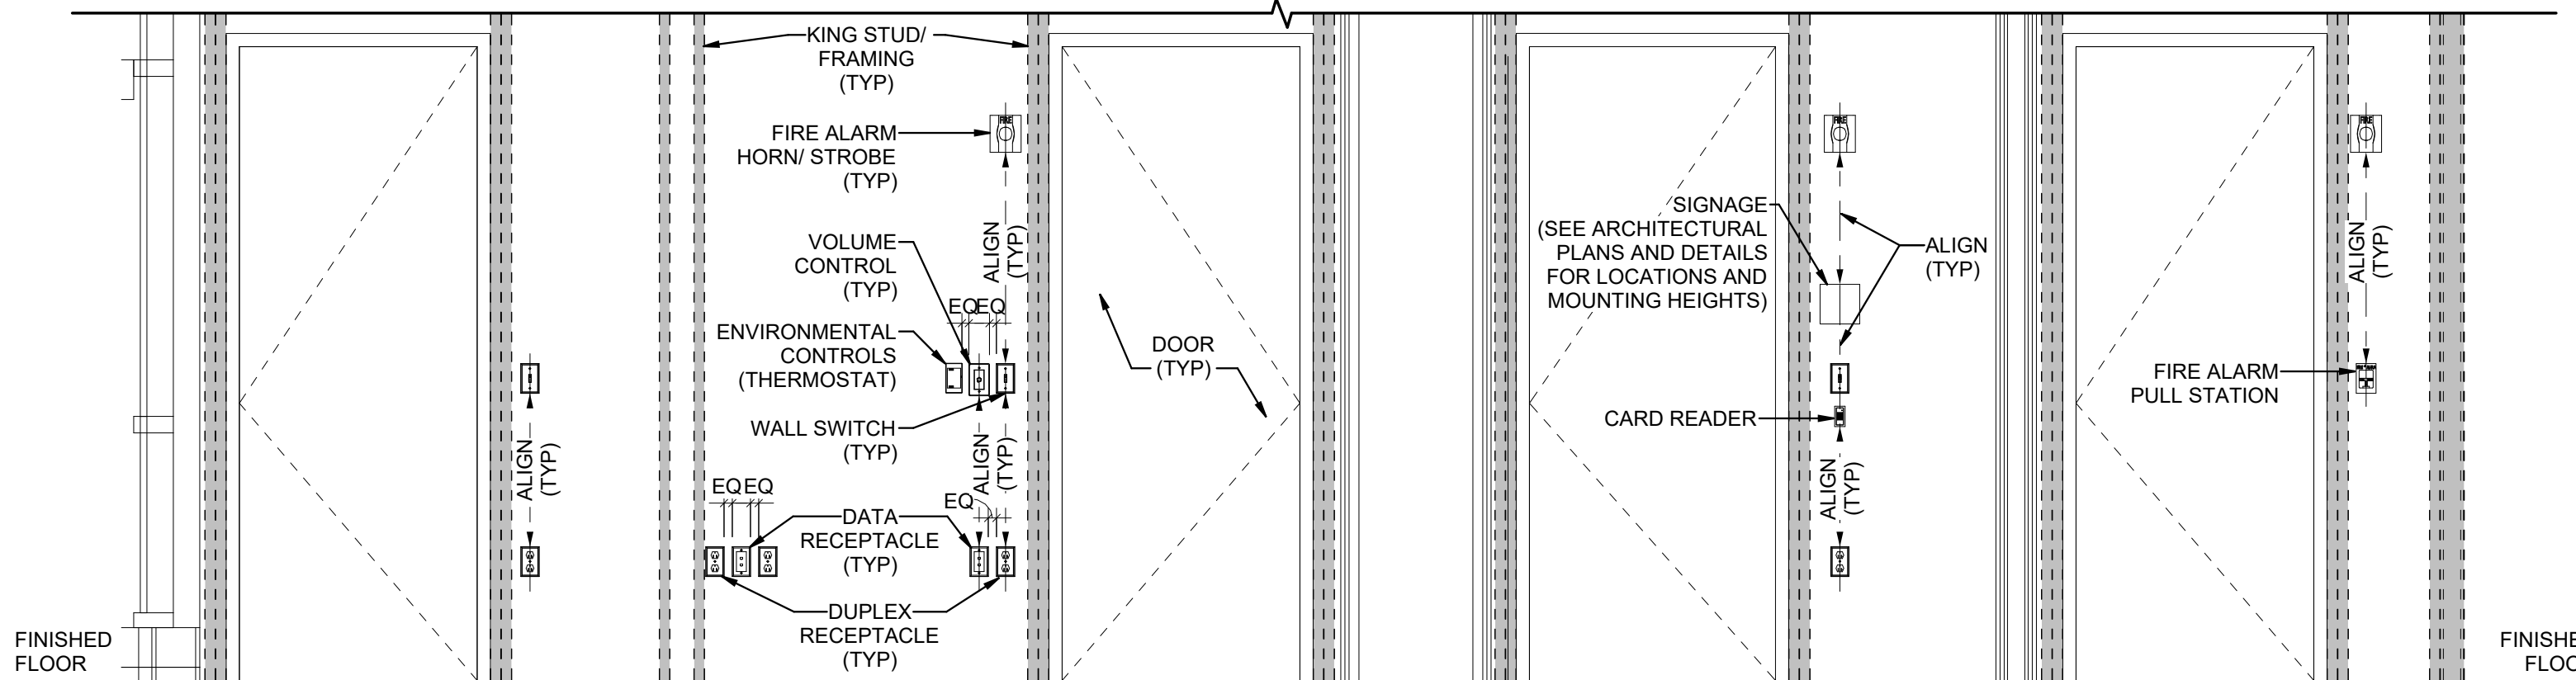 KING STUD/
FRAMING
(TYP)
FIRE ALARM
HORN/ STROBE
(TYP)
VOLUME
CONTROL
(TYP)
ALIGN
(TYP)
EQ EQ
ENVIRONMENTAL
CONTROLS
(THERMOSTAT)
WALL SWITCH
(TYP)
ALIGN
(TYP)
ALIGN
(TYP)
EQ EQ
EQ
DATA
RECEPTACLE
(TYP)
DUPLEX
RECEPTACLE
(TYP)
DOOR
(TYP)
FIRE
SIGNAGE
(SEE ARCHITECTURAL
PLANS AND DETAILS
FOR LOCATIONS AND
MOUNTING HEIGHTS)
FIRE
ALIGN
(TYP)
CARD READER
ALIGN
(TYP)
FIRE
ALIGN
(TYP)
FIRE ALARM
PULL STATION
FINISHED
FLOOR
FINISHE
FLOO